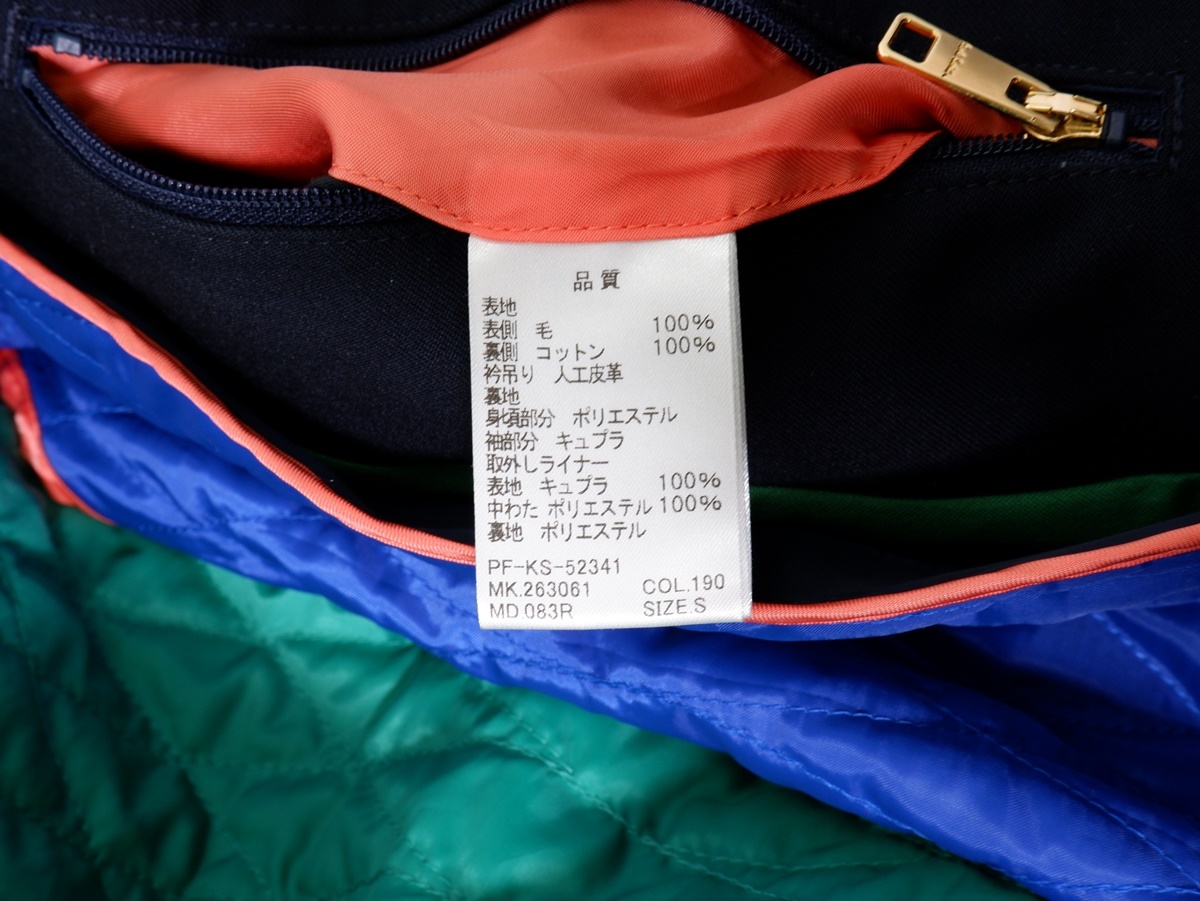 品質
表地
表側 毛 100%
裏側 コットン 100%
衿吊り 人工皮革
裏地
身頃部分 ポリエステル
袖部分 キュプラ
取外しライナー
表地 キュプラ 100%
中わた ポリエステル 100%
裏地 ポリエステル
PF-KS-52341
MK.263061 COL.190
MD.083R SIZE.S